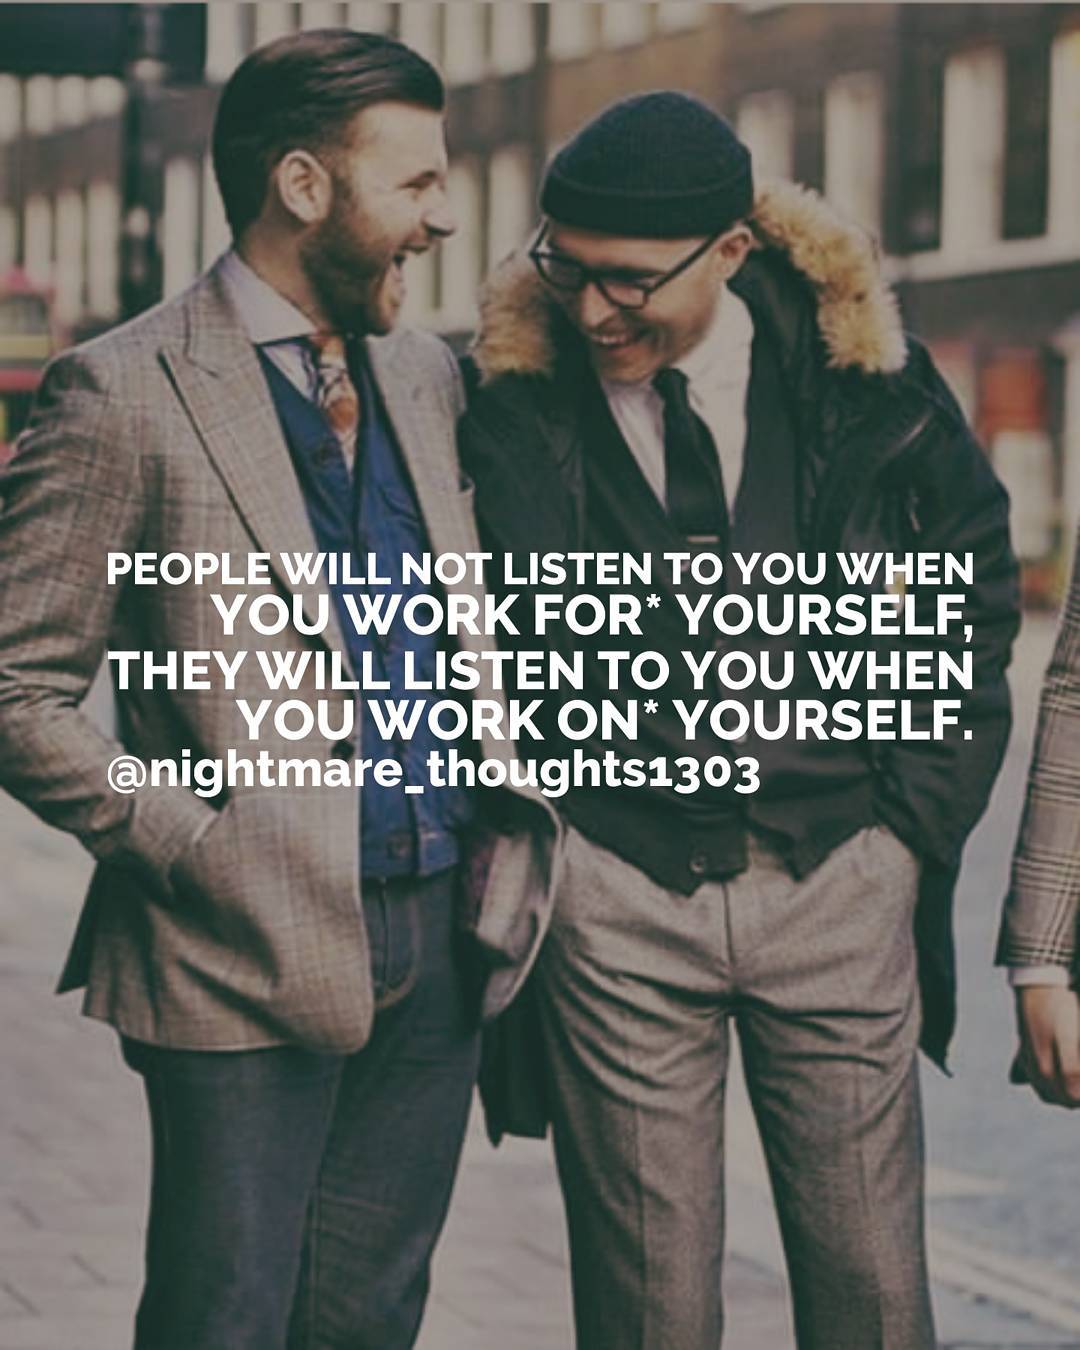 PEOPLE WILL NOT LISTEN TO YOU WHEN
YOU WORK FOR* YOURSELF,
THEY WILL LISTEN TO YOU WHEN
YOU WORK ON* YOURSELF.
@nightmare_thoughts1303